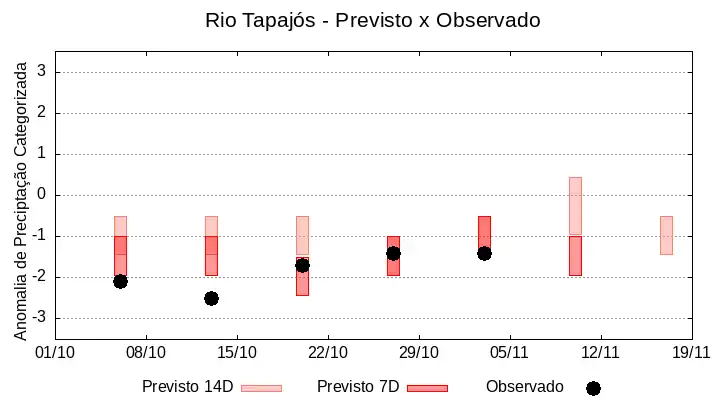 Rio Tapajós - Previsto x Observado
Anomalia de Preciptação Categorizada
3
2
1
0
-1
-2
-3
01/10 08/10 15/10 22/10 29/10 05/11 12/11 19/11
Previsto 14D Previsto 7D Observado